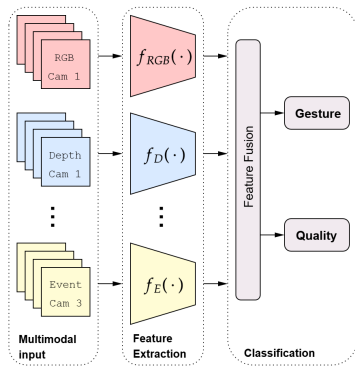 RGB
Cam 1
f_RGB(·)
Depth
Cam 1
f_D(·)
Event
Cam 3
f_E(·)
Feature Fusion
Gesture
Quality
Multimodal
input
Feature
Extraction
Classification